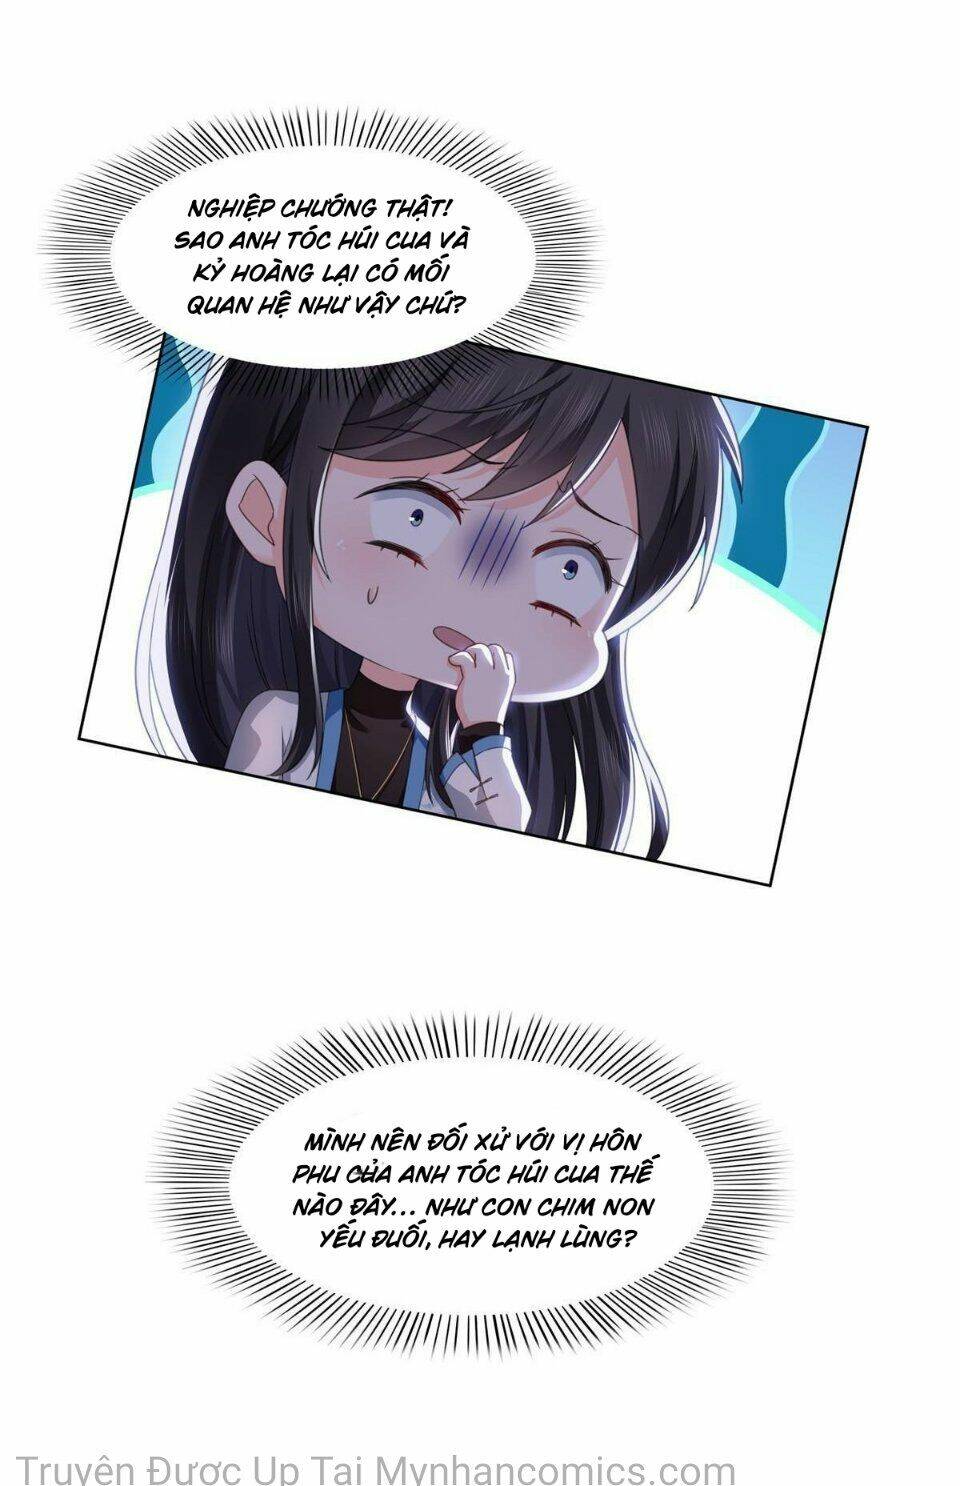 NGHIỆP CHƯỚNG THẬT!
SAO ANH TÓC HÚI CUA VÀ
KỶ HOÀNG LẠI CÓ MỐI
QUAN HỆ NHƯ VẬY CHỨ?
MÌNH NÊN ĐỐI XỬ VỚI VỊ HÔN
PHU CỦA ANH TÓC HÚI CUA THẾ
NÀO ĐÂY... NHƯ CON CHIM NON
YẾU ĐUỐI, HAY LẠNH LÙNG?
Truyện Được Up Tại Mynhancomics.com